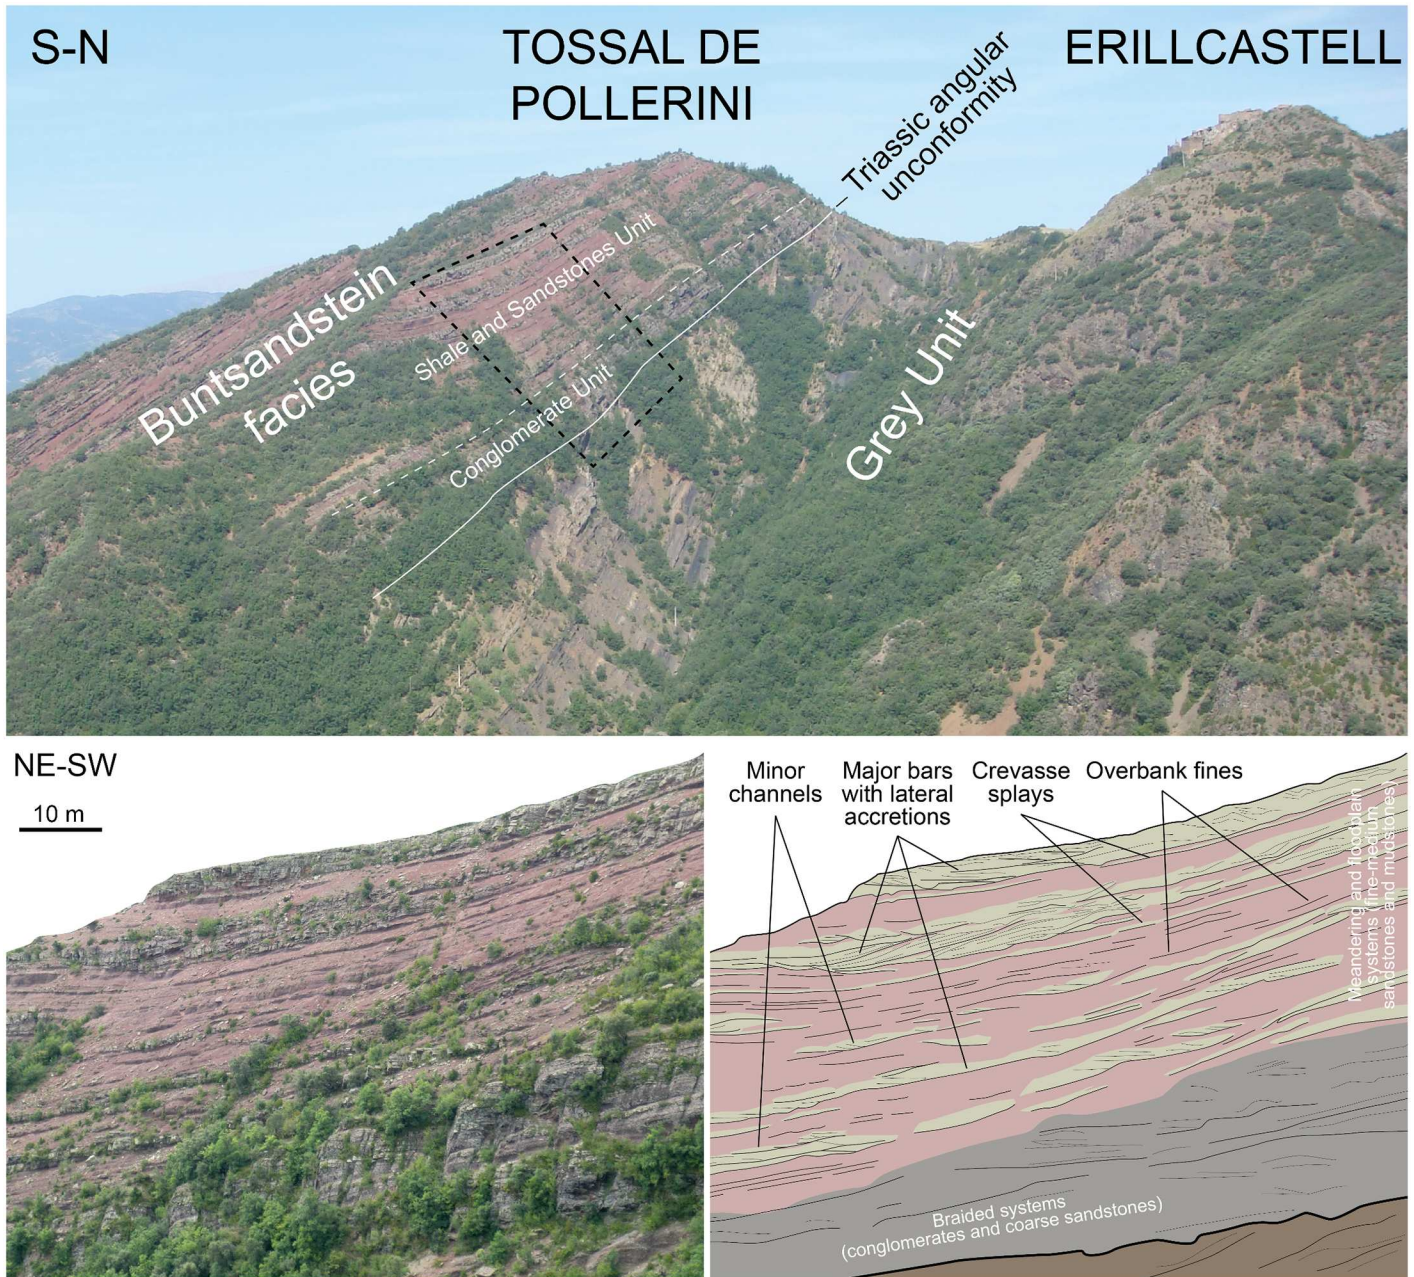 S-N
TOSSAL DE
POLLERINI
ERILLCASTELL
Triassic angular
unconformity
Buntsandstein
facies
Shale and Sandstones Unit
Conglomerate Unit
Grey Unit
NE-SW
10 m
Minor
channels
Major bars
with lateral
accretions
Crevasse
splays
Overbank fines
Meandering and floodplain
systems (fine-medium
sandstones and mudstones)
Braided systems
(conglomerates and coarse sandstones)